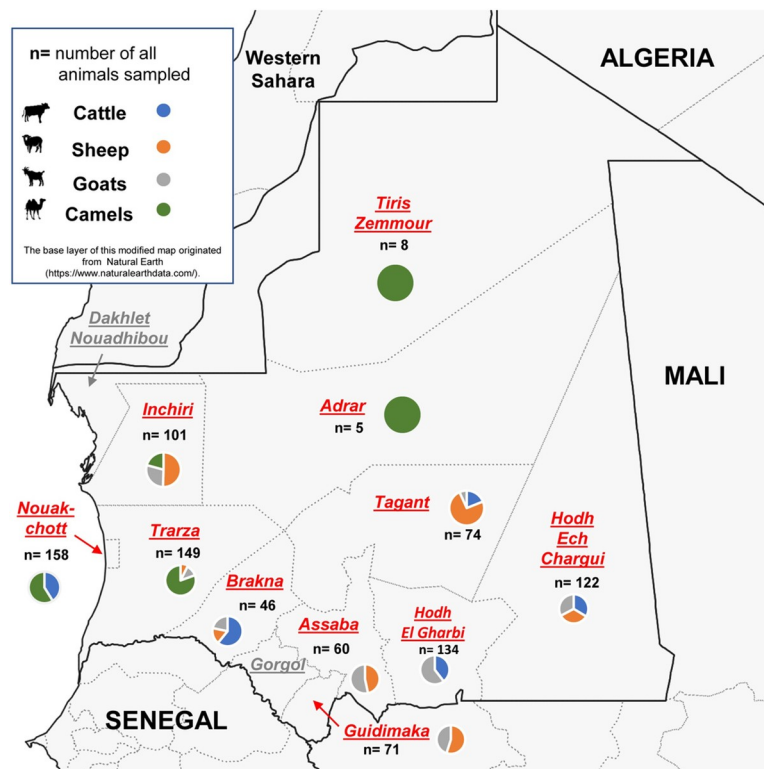 n= number of all
animals sampled
Cattle
Sheep
Goats
Camels
The base layer of this modified map originated
from Natural Earth
(https://www.naturalearthdata.com/).
Western
Sahara
ALGERIA
Tiris
Zemmour
n= 8
Dakhlet
Nouadhibou
MALI
Inchiri
n= 101
Adrar
n= 5
Nouak-
chott
n= 158
Trarza
n= 149
Tagant
n= 74
Hodh
Ech
Chargui
n= 122
Brakna
n= 46
Assaba
n= 60
Hodh
El Gharbi
n= 134
Gorgol
SENEGAL
Guidimaka
n= 71